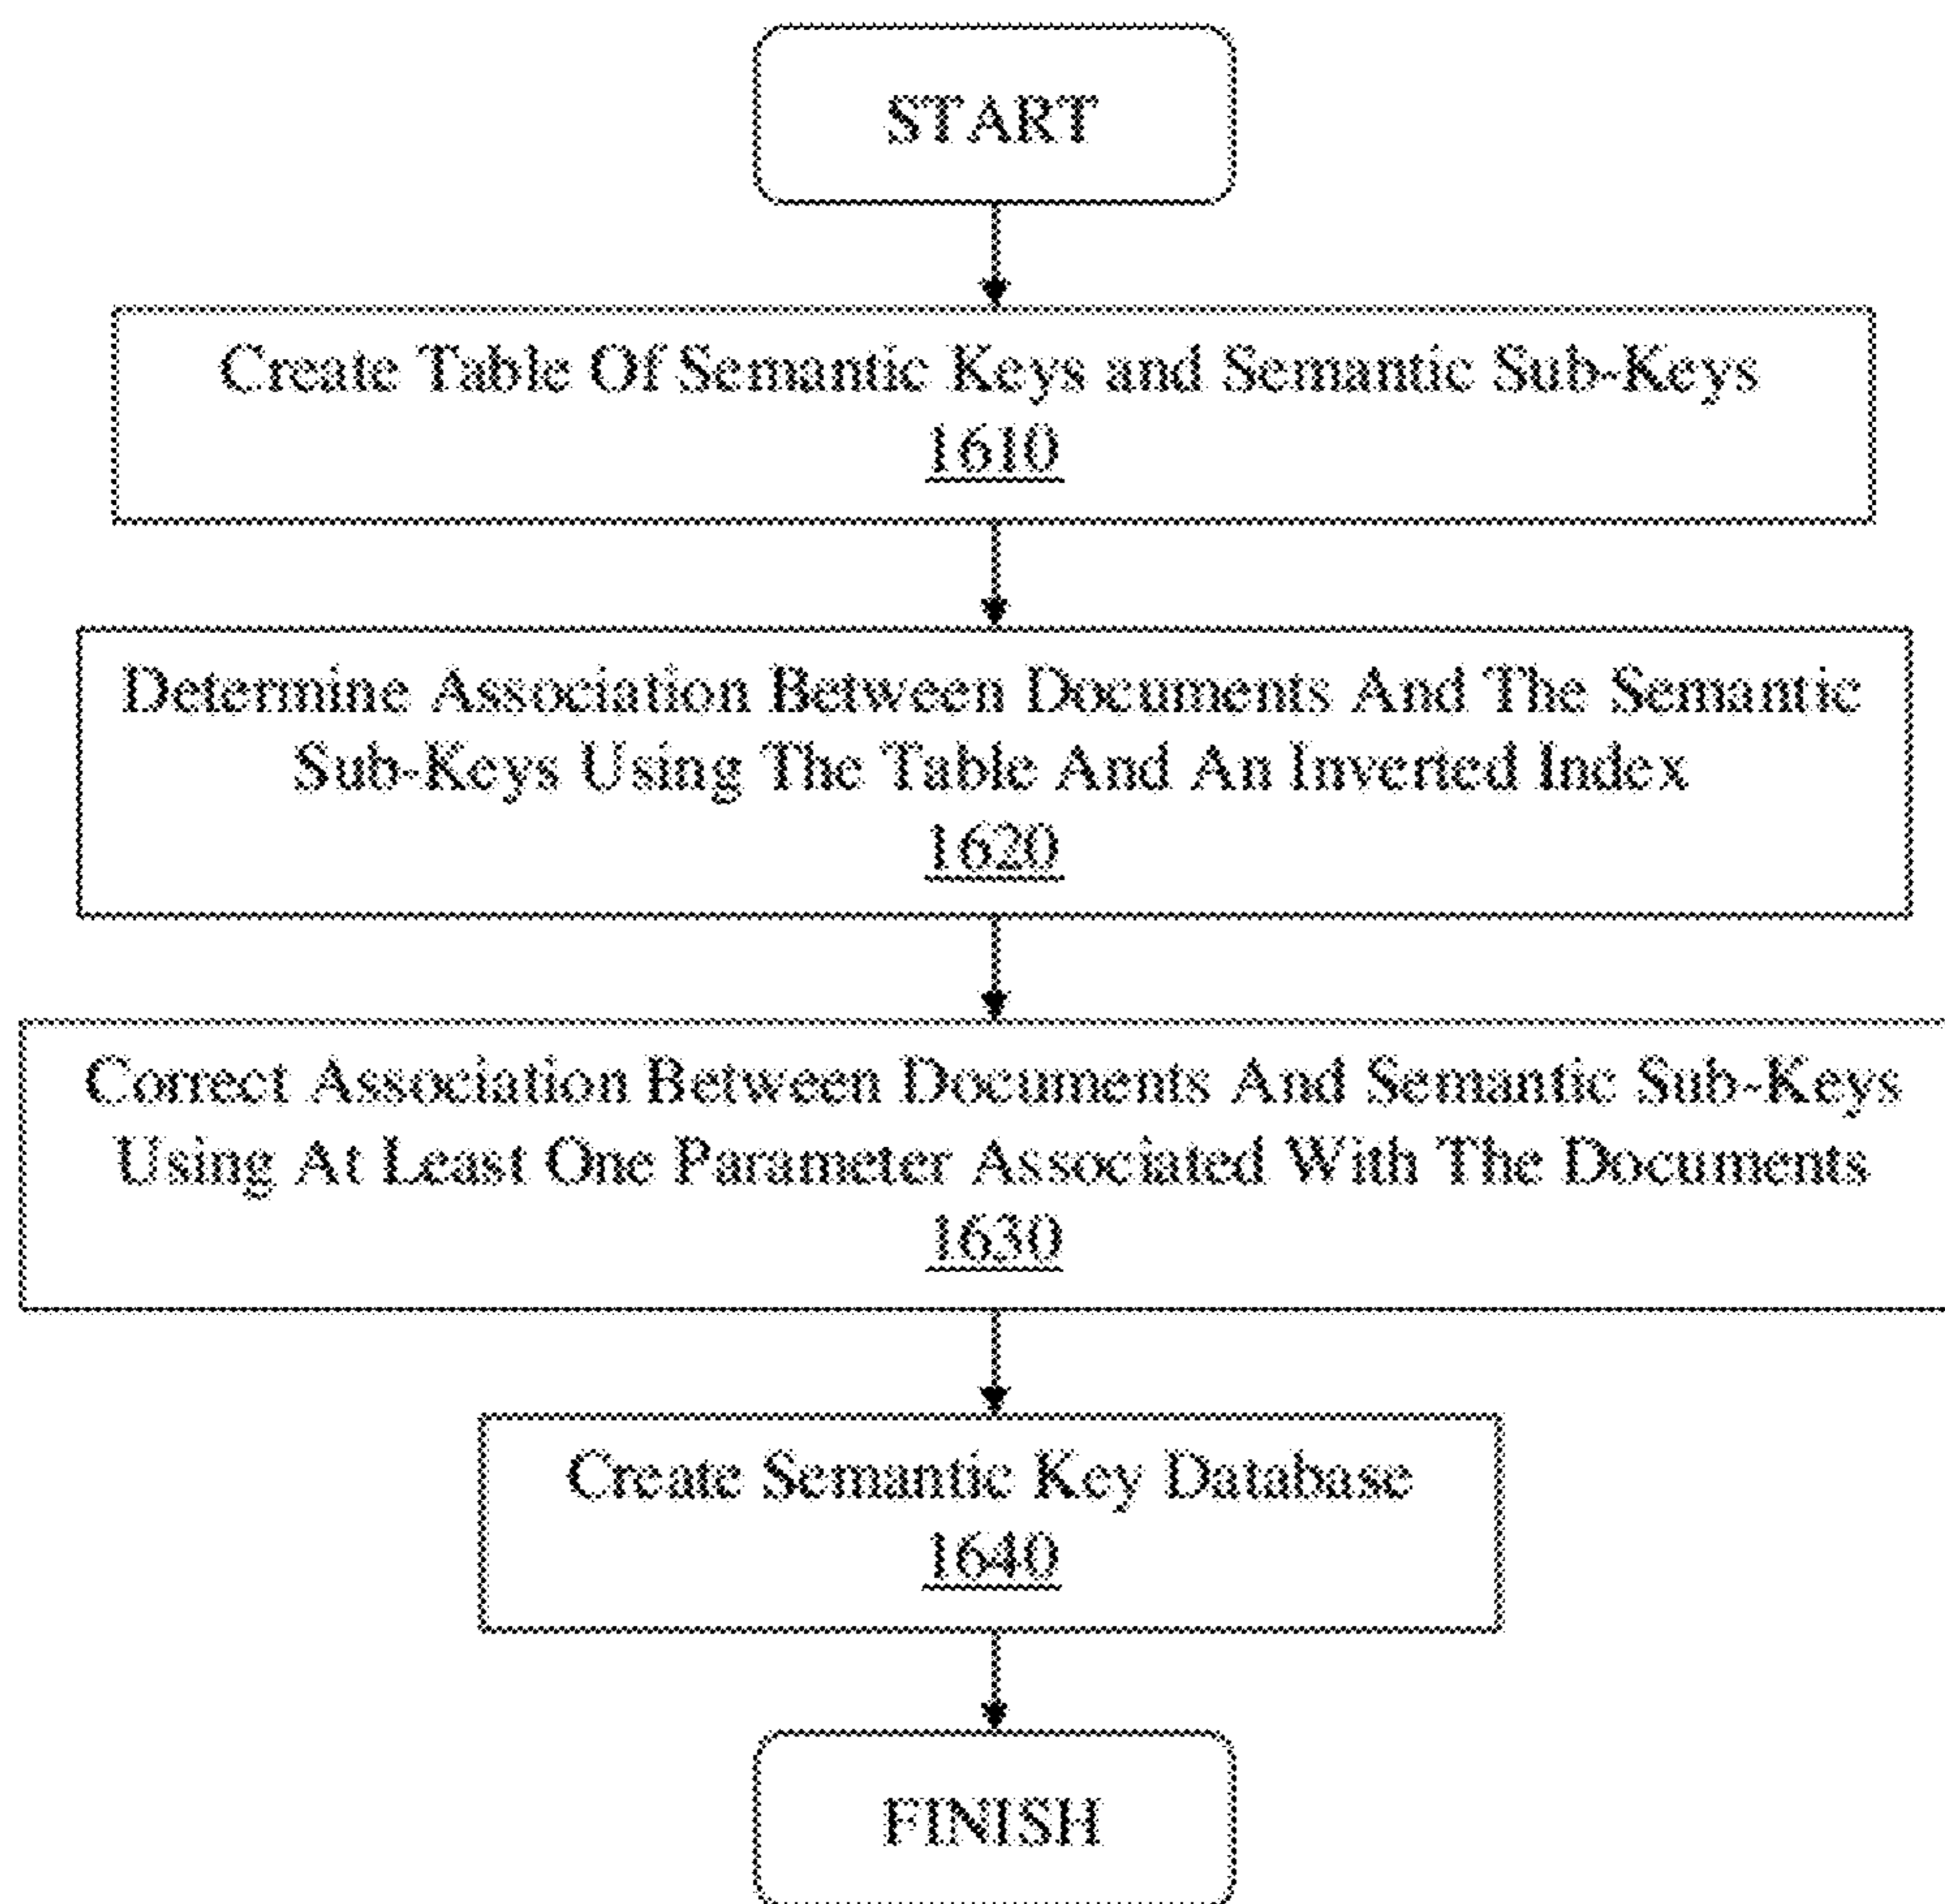 START
Create Table Of Semantic Keys and Semantic Sub-Keys
1610
Determine Association Between Documents And The Semantic
Sub-Keys Using The Table And An Inverted Index
1620
Correct Association Between Documents And Semantic Sub-Keys
Using At Least One Parameter Associated With The Documents
1630
Create Semantic Key Database
1640
FINISH